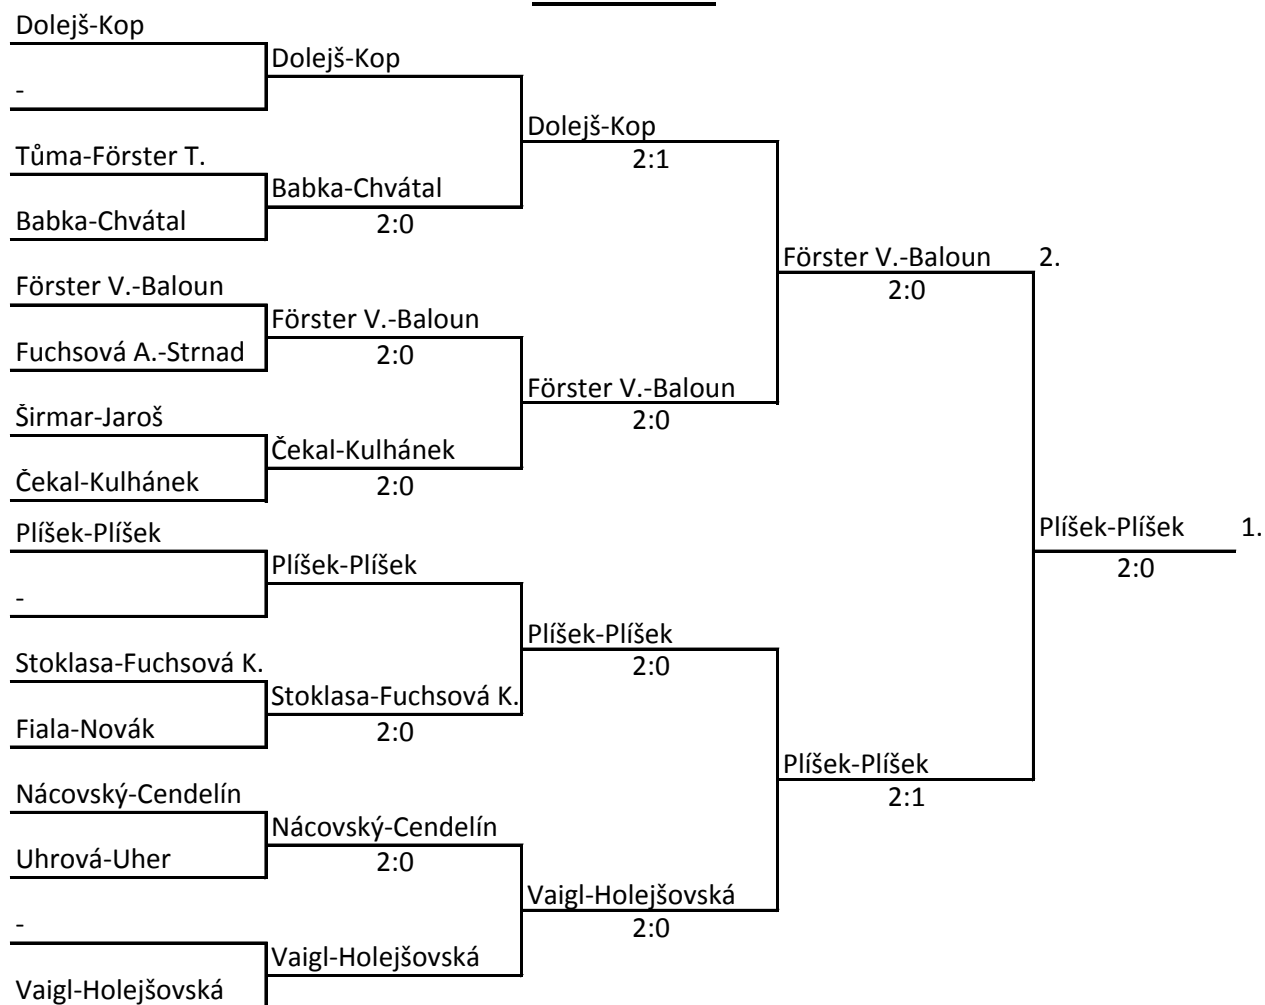 Dolejš-Kop
Dolejš-Kop
-
Dolejš-Kop
2:1
Tůma-Förster T.
Babka-Chvátal
2:0
Babka-Chvátal
Förster V.-Baloun 2.
2:0
Förster V.-Baloun
Förster V.-Baloun
2:0
Fuchsová A.-Strnad
Förster V.-Baloun
2:0
Širmar-Jaroš
Čekal-Kulhánek
2:0
Čekal-Kulhánek
Plíšek-Plíšek 1.
2:0
Plíšek-Plíšek
Plíšek-Plíšek
-
Plíšek-Plíšek
2:0
Stoklasa-Fuchsová K.
Stoklasa-Fuchsová K.
2:0
Fiala-Novák
Plíšek-Plíšek
2:1
Nácovský-Cendelín
Nácovský-Cendelín
2:0
Uhrová-Uher
Vaigl-Holejšovská
2:0
-
Vaigl-Holejšovská
Vaigl-Holejšovská